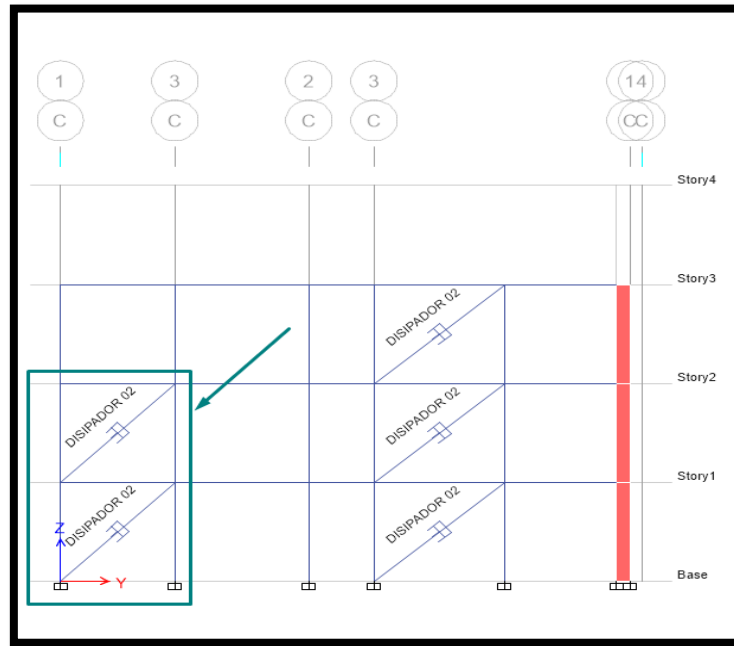 1 3 2 3 14
C C C C CC
Story4
Story3
DISIPADOR 02
Story2
DISIPADOR 02 DISIPADOR 02
Story1
DISIPADOR 02 DISIPADOR 02
Z
Y
Base